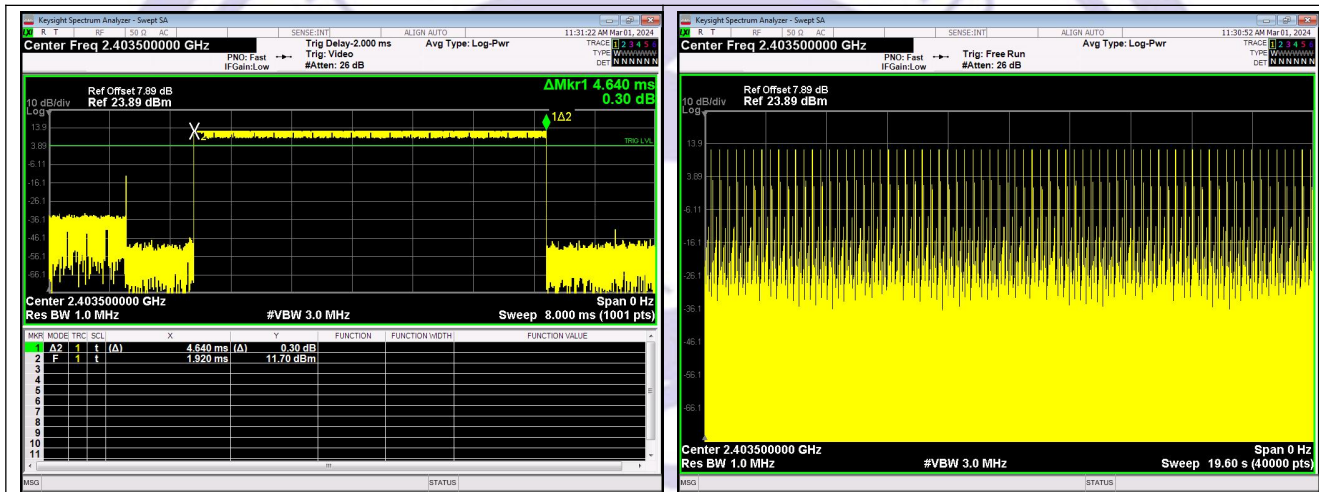 Keysight Spectrum Analyzer - Swept SA
LXI R T RF 50 Ω AC SENSE:INT ALIGN AUTO 11:31:22 AM Mar 01, 2024
Center Freq 2.403500000 GHz
Trig Delay-2.000 ms Avg Type: Log-Pwr TRACE 1 2 3 4 5 6
PNO: Fast Trig: Video TYPE WWWWWW
IFGain:Low #Atten: 26 dB DET N N N N N N
ΔMkr1 4.640 ms
0.30 dB
Ref Offset 7.89 dB
10 dB/div Ref 23.89 dBm
Log
1Δ2
13.9
2
3.89
TRIG LVL
-6.11
-16.1
-26.1
-36.1
-46.1
-56.1
-66.1
Center 2.403500000 GHz Span 0 Hz
Res BW 1.0 MHz #VBW 3.0 MHz Sweep 8.000 ms (1001 pts)
MKR MODE TRC SCL X Y FUNCTION FUNCTION WIDTH FUNCTION VALUE
1 Δ2 1 t (Δ) 4.640 ms (Δ) 0.30 dB
2 F 1 t 1.920 ms 11.70 dBm
3
4
5
6
7
8
9
10
11
MSG STATUS
Keysight Spectrum Analyzer - Swept SA
LXI R T RF 50 Ω AC SENSE:INT ALIGN AUTO 11:30:52 AM Mar 01, 2024
Center Freq 2.403500000 GHz
Avg Type: Log-Pwr TRACE 1 2 3 4 5 6
PNO: Fast Trig: Free Run TYPE WWWWWW
IFGain:Low #Atten: 26 dB DET N N N N N N
Ref Offset 7.89 dB
10 dB/div Ref 23.89 dBm
Log
13.9
3.89
-6.11
-16.1
-26.1
-36.1
-46.1
-56.1
-66.1
Center 2.403500000 GHz Span 0 Hz
Res BW 1.0 MHz #VBW 3.0 MHz Sweep 19.60 s (40000 pts)
MSG STATUS